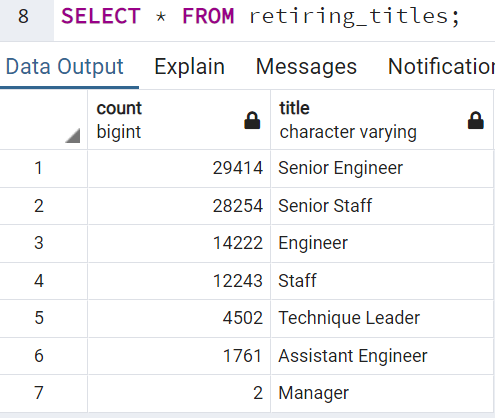 8 SELECT * FROM retiring_titles;
Data Output Explain Messages Notification
count title
bigint character varying
1 29414 Senior Engineer
2 28254 Senior Staff
3 14222 Engineer
4 12243 Staff
5 4502 Technique Leader
6 1761 Assistant Engineer
7 2 Manager